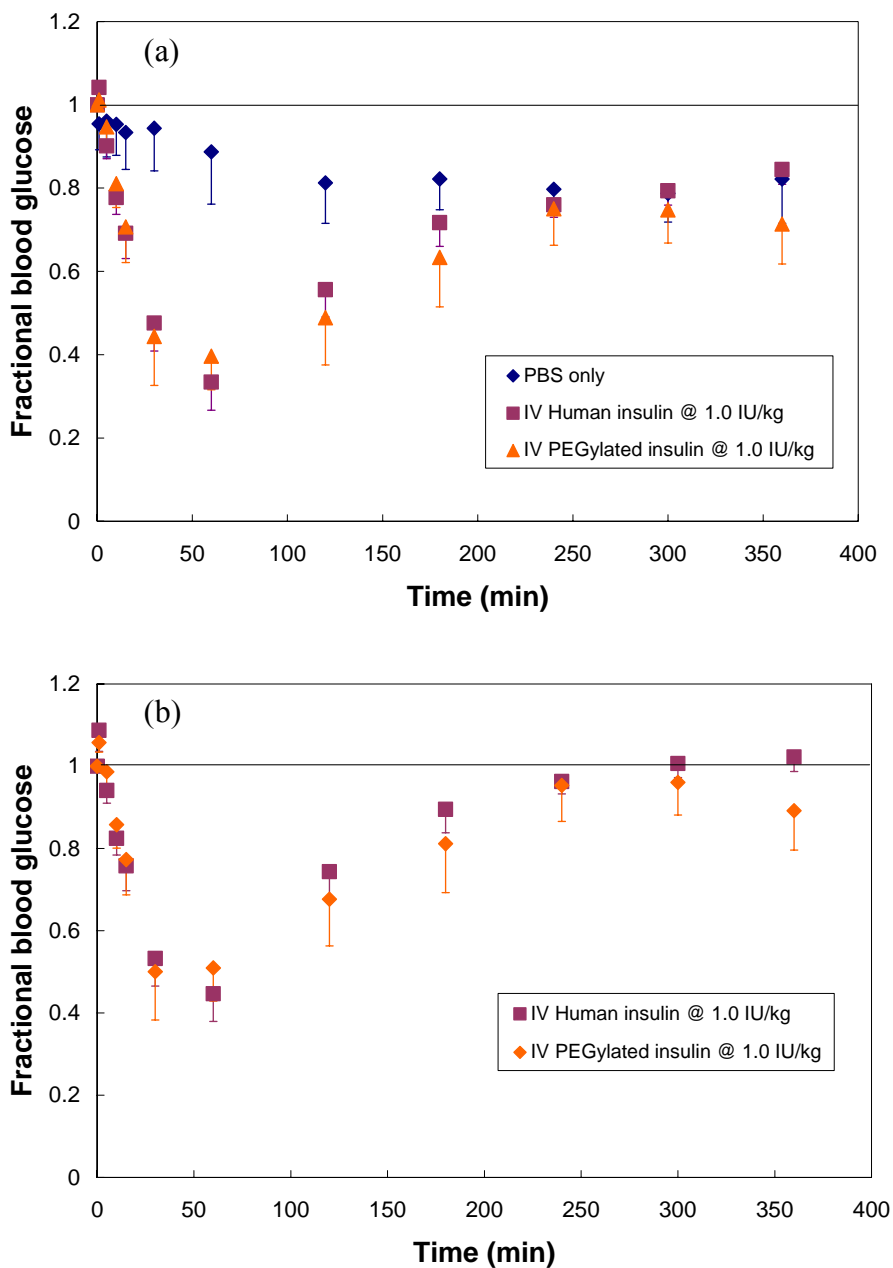 (a)
Fractional blood glucose
1.2
1
0.8
0.6
0.4
0.2
0
PBS only
IV Human insulin @ 1.0 IU/kg
IV PEGylated insulin @ 1.0 IU/kg
0 50 100 150 200 250 300 350 400
Time (min)
(b)
Fractional blood glucose
1.2
1
0.8
0.6
0.4
0.2
0
IV Human insulin @ 1.0 IU/kg
IV PEGylated insulin @ 1.0 IU/kg
0 50 100 150 200 250 300 350 400
Time (min)